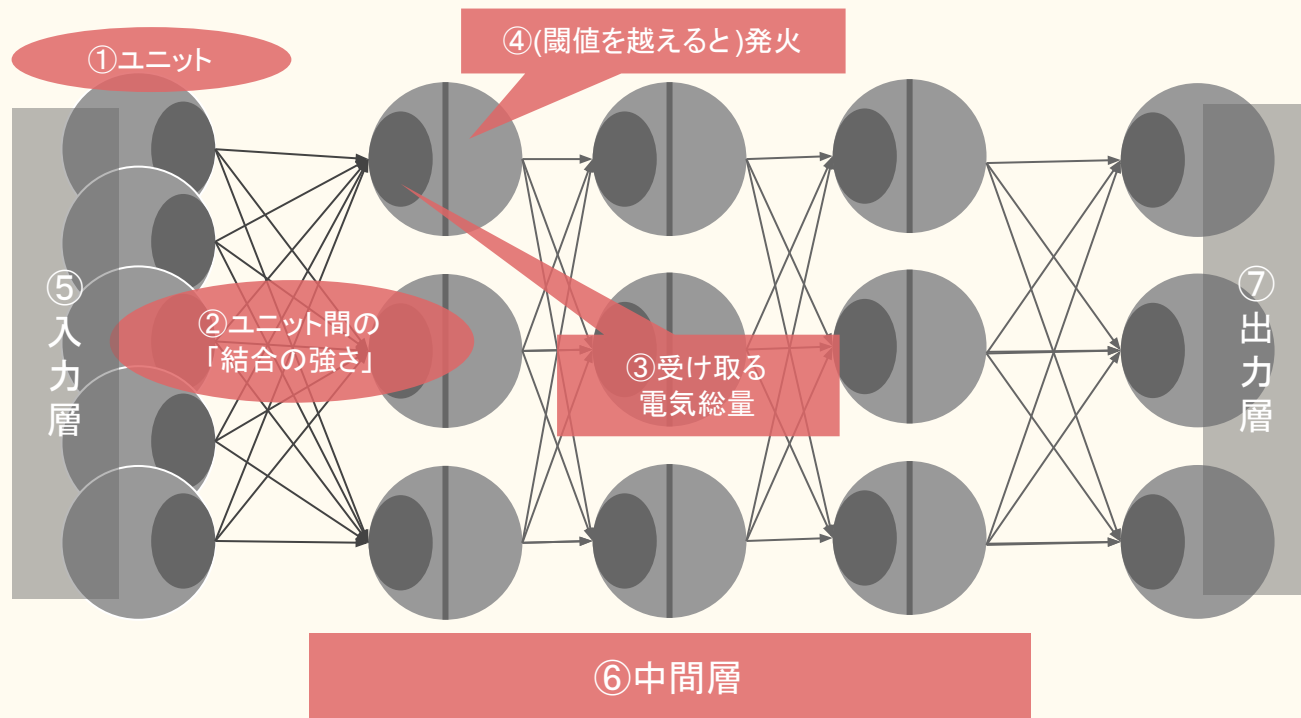 ①ユニット
④(閾値を越えると)発火
⑤入力層
②ユニット間の
「結合の強さ」
③受け取る
電気総量
⑦出力層
⑥中間層